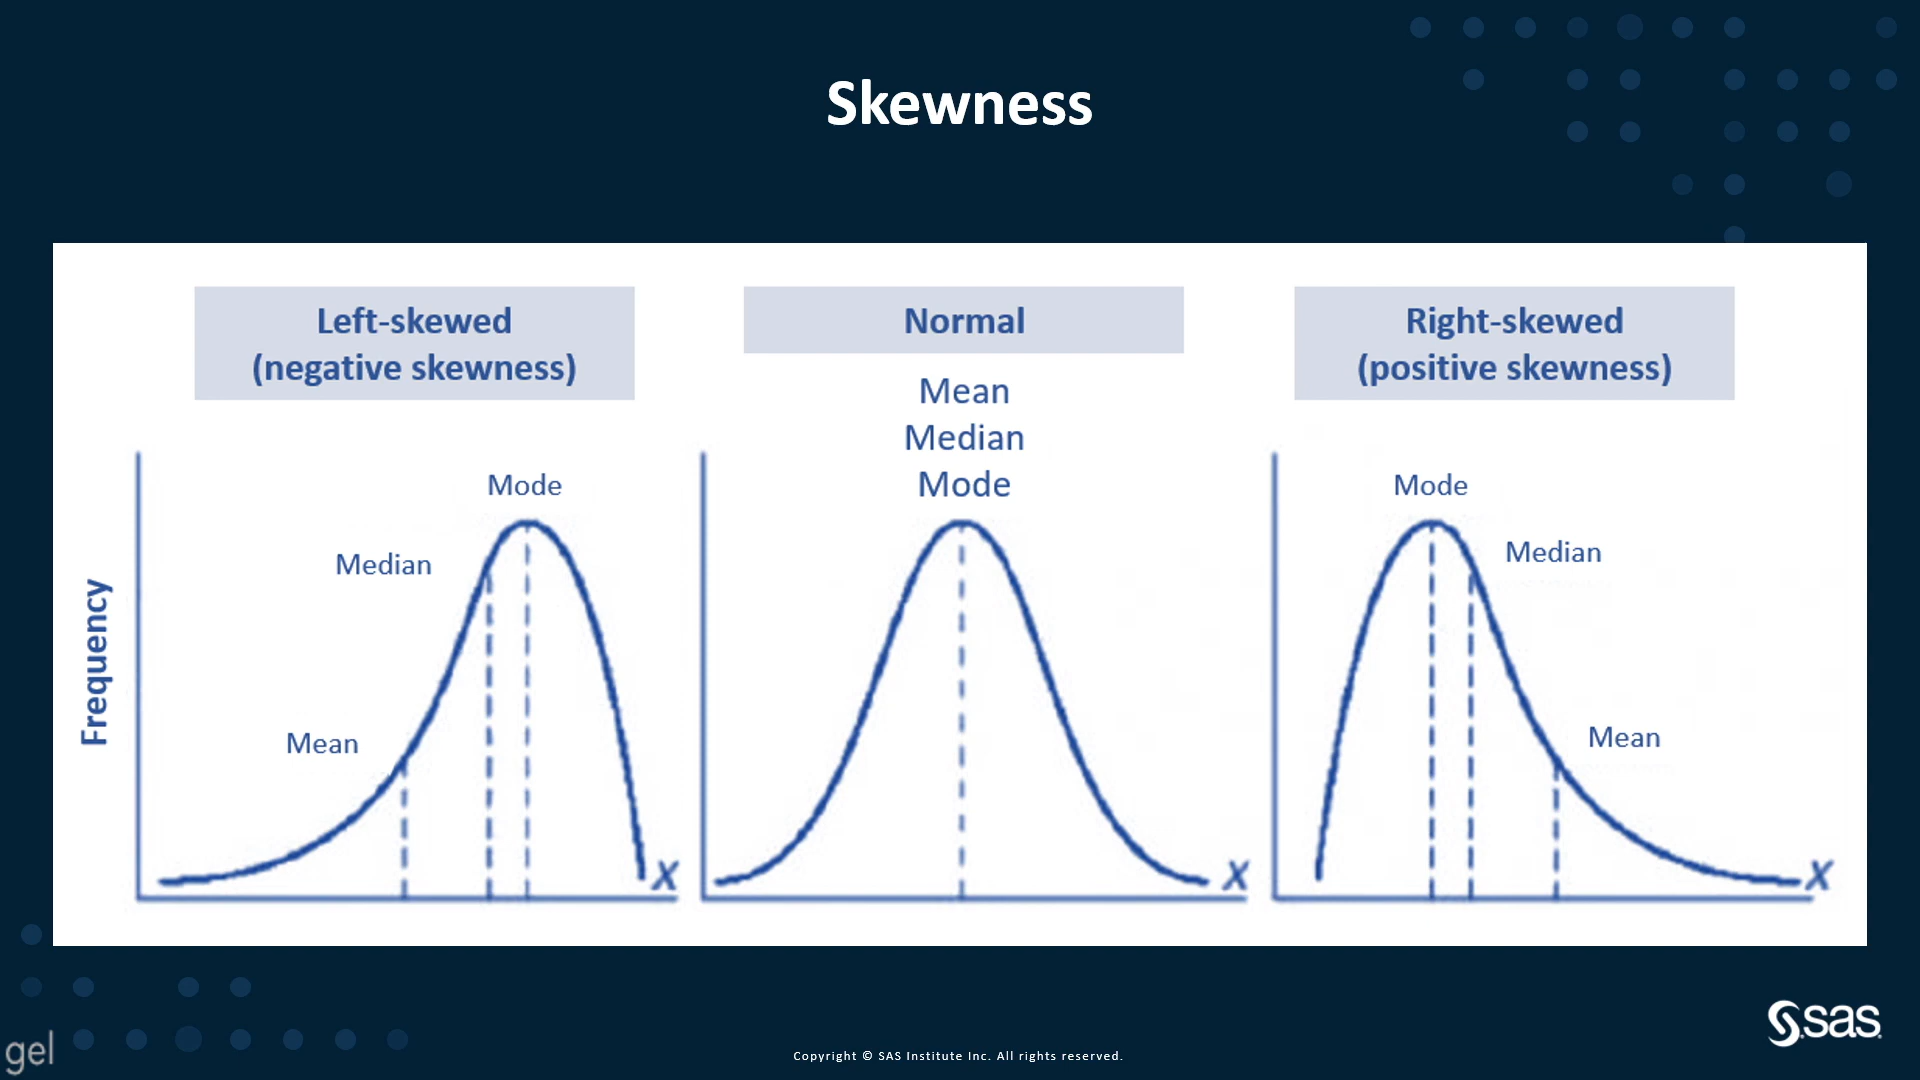 Skewness
Left-skewed
(negative skewness)
Normal
Right-skewed
(positive skewness)
Mean
Median
Mode
Mode
Median
Mean
Frequency
X
X
Mode
Median
Mean
X
gel
Copyright © SAS Institute Inc. All rights reserved.
sas